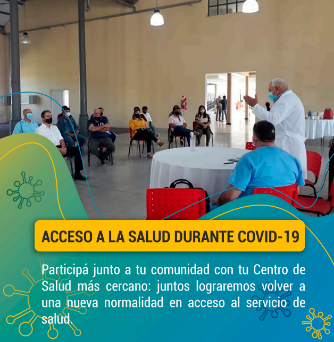 ACCESO A LA SALUD DURANTE COVID-19
Participá junto a tu comunidad con tu Centro de
Salud más cercano: juntos lograremos volver a
una nueva normalidad en acceso al servicio de
salud.